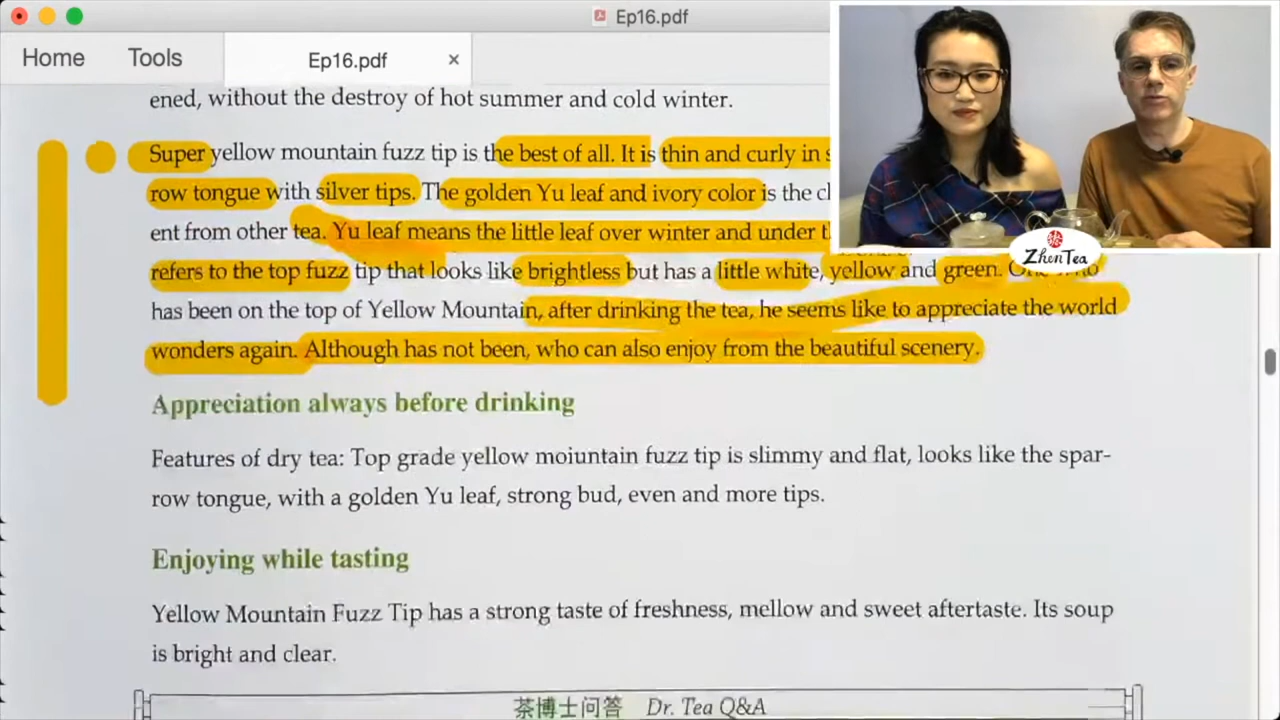 Ep16.pdf
Home
Tools
Ep16.pdf
×
ened, without the destroy of hot summer and cold winter.
Super yellow mountain fuzz tip is the best of all. It is thin and curly in
row tongue with silver tips. The golden Yu leaf and ivory color is the
ent from other tea. Yu leaf means the little leaf over winter and under
refers to the top fuzz tip that looks like brightless but has a little white, yellow and green.
has been on the top of Yellow Mountain, after drinking the tea, he seems like to appreciate the world
wonders again. Although has not been, who can also enjoy from the beautiful scenery.
Appreciation always before drinking
Features of dry tea: Top grade yellow moiuntain fuzz tip is slimmy and flat, looks like the spar-
row tongue, with a golden Yu leaf, strong bud, even and more tips.
Enjoying while tasting
Yellow Mountain Fuzz Tip has a strong taste of freshness, mellow and sweet aftertaste. Its soup
is bright and clear.
茶博士问答 Dr. Tea Q&A
ZhenTea